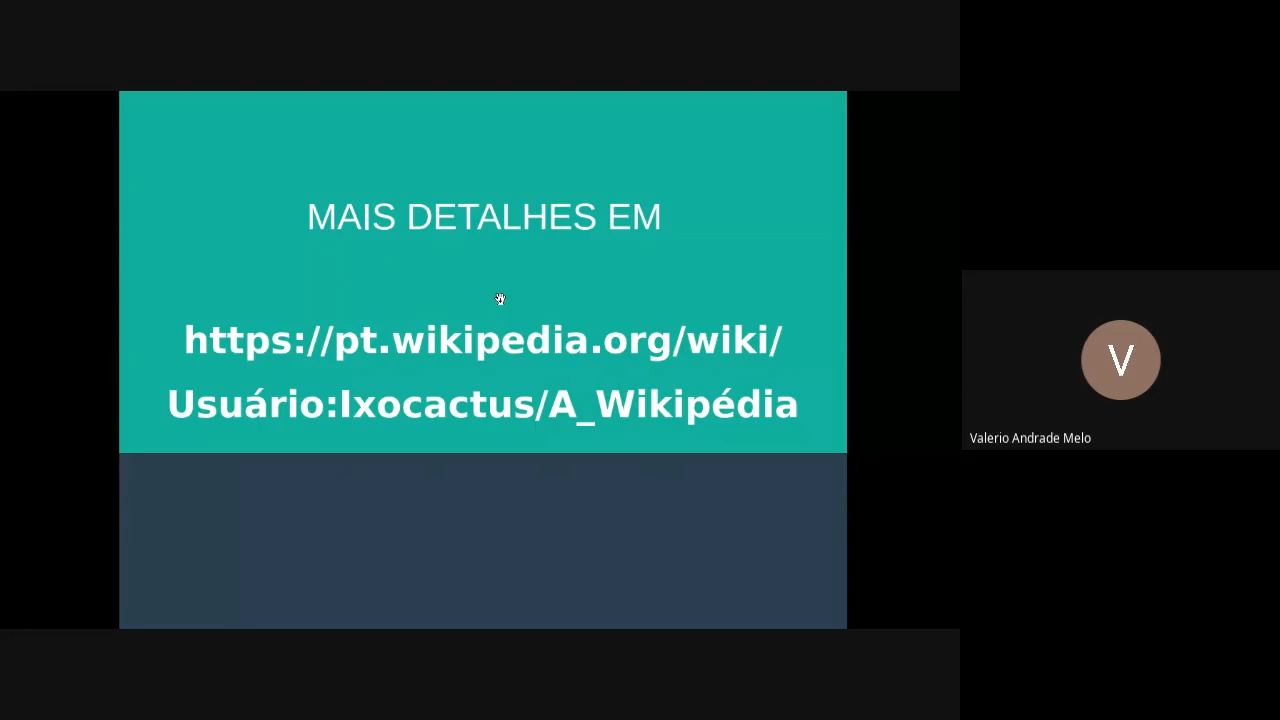 MAIS DETALHES EM
https://pt.wikipedia.org/wiki/
Usuário:Ixocactus/A_Wikipédia
V
Valerio Andrade Melo